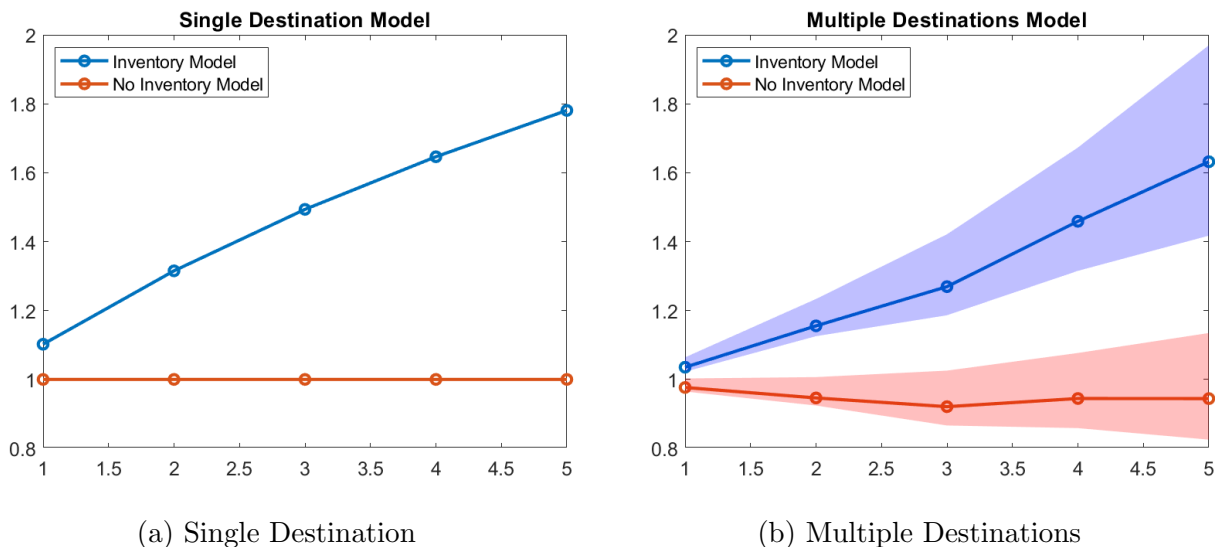 Single Destination Model
2
1.8
1.6
1.4
1.2
1
0.8
Inventory Model
No Inventory Model
1 1.5 2 2.5 3 3.5 4 4.5 5
(a) Single Destination
Multiple Destinations Model
2
1.8
1.6
1.4
1.2
1
0.8
Inventory Model
No Inventory Model
1 1.5 2 2.5 3 3.5 4 4.5 5
(b) Multiple Destinations